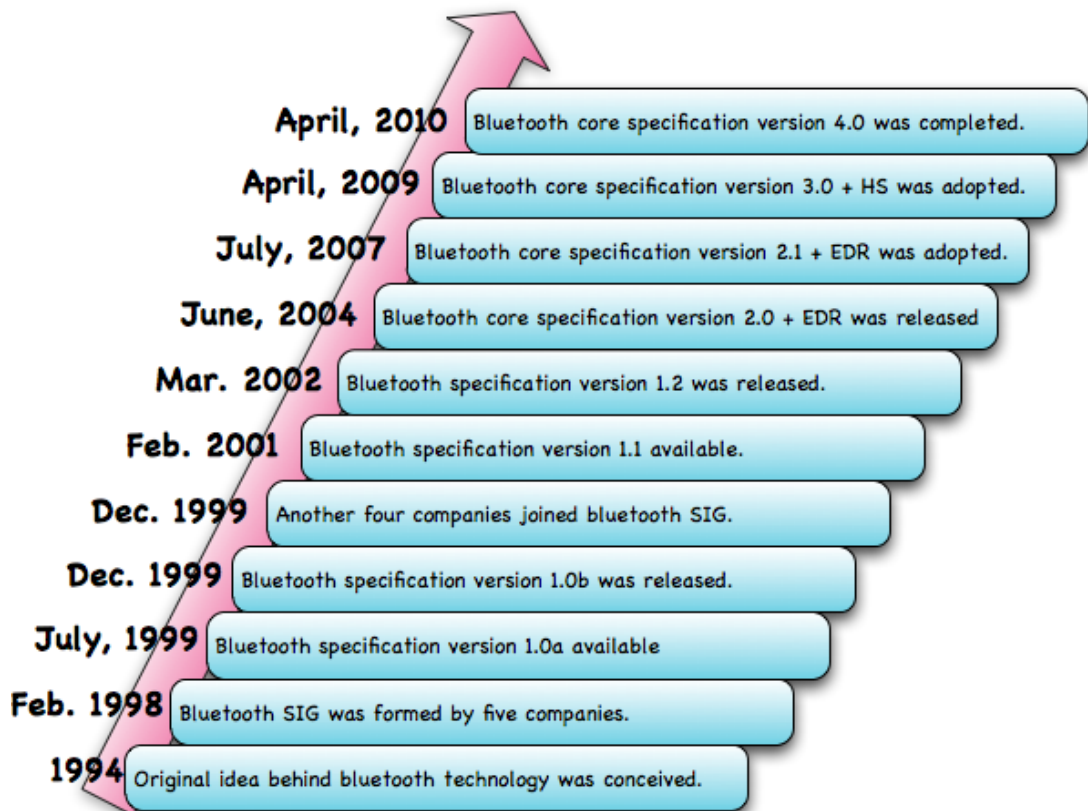 April, 2010 Bluetooth core specification version 4.0 was completed.
April, 2009 Bluetooth core specification version 3.0 + HS was adopted.
July, 2007 Bluetooth core specification version 2.1 + EDR was adopted.
June, 2004 Bluetooth core specification version 2.0 + EDR was released
Mar. 2002 Bluetooth specification version 1.2 was released.
Feb. 2001 Bluetooth specification version 1.1 available.
Dec. 1999 Another four companies joined bluetooth SIG.
Dec. 1999 Bluetooth specification version 1.0b was released.
July, 1999 Bluetooth specification version 1.0a available
Feb. 1998 Bluetooth SIG was formed by five companies.
1994 Original idea behind bluetooth technology was conceived.